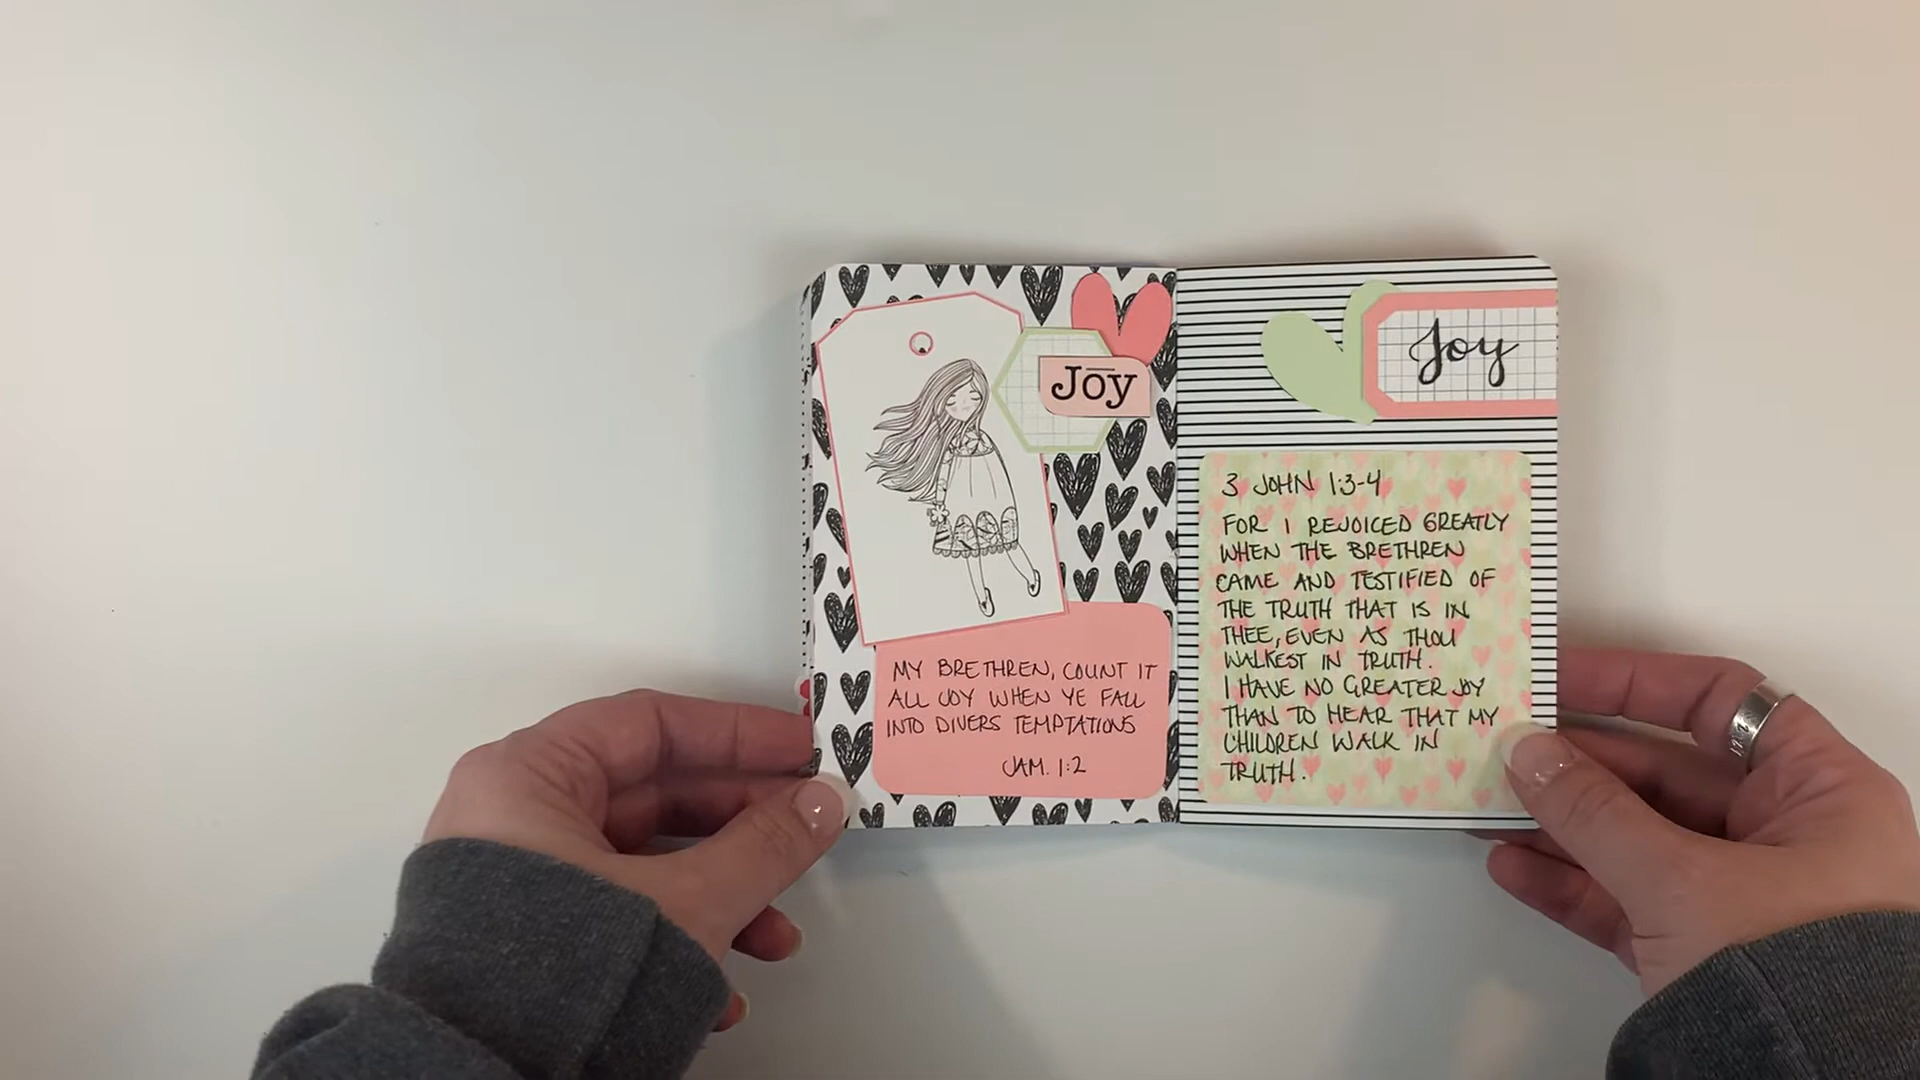 Joy
MY BRETHREN, COUNT IT
ALL JOY WHEN YE FALL
INTO DIVERS TEMPTATIONS
JAM. 1:2
Joy
3 JOHN 1:3-4
FOR I REJOICED GREATLY
WHEN THE BRETHREN
CAME AND TESTIFIED OF
THE TRUTH THAT IS IN
THEE, EVEN AS THOU
WALKEST IN TRUTH.
I HAVE NO GREATER JOY
THAN TO HEAR THAT MY
CHILDREN WALK IN
TRUTH.